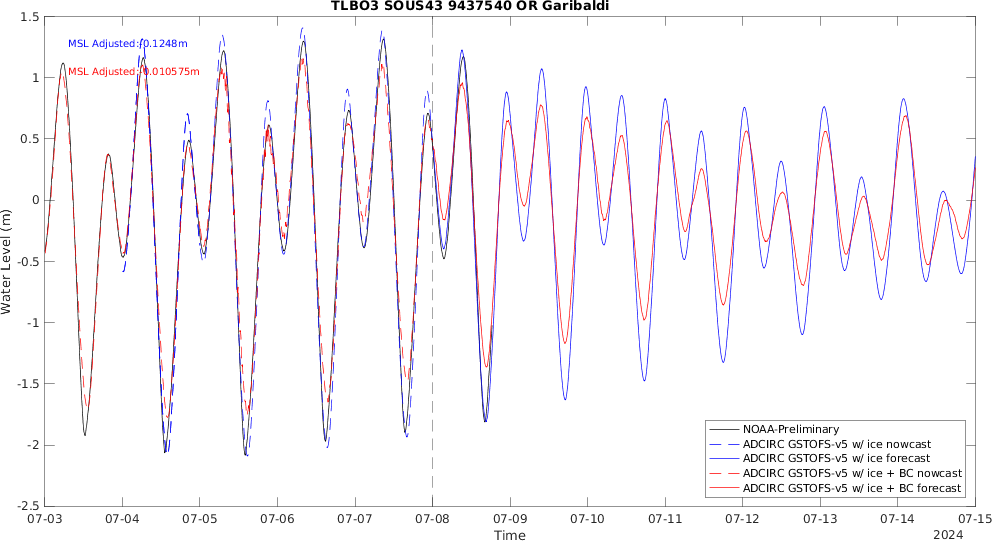 TLBO3 SOUS43 9437540 OR Garibaldi
MSL Adjusted:-0.1248m
MSL Adjusted:-0.010575m
Water Level (m)
1.5
1
0.5
0
-0.5
-1
-1.5
-2
-2.5
NOAA-Preliminary
ADCIRC GSTOFS-v5 w/ ice nowcast
ADCIRC GSTOFS-v5 w/ ice forecast
ADCIRC GSTOFS-v5 w/ ice + BC nowcast
ADCIRC GSTOFS-v5 w/ ice + BC forecast
07-03 07-04 07-05 07-06 07-07 07-08 07-09 07-10 07-11 07-12 07-13 07-14 07-15
Time
2024